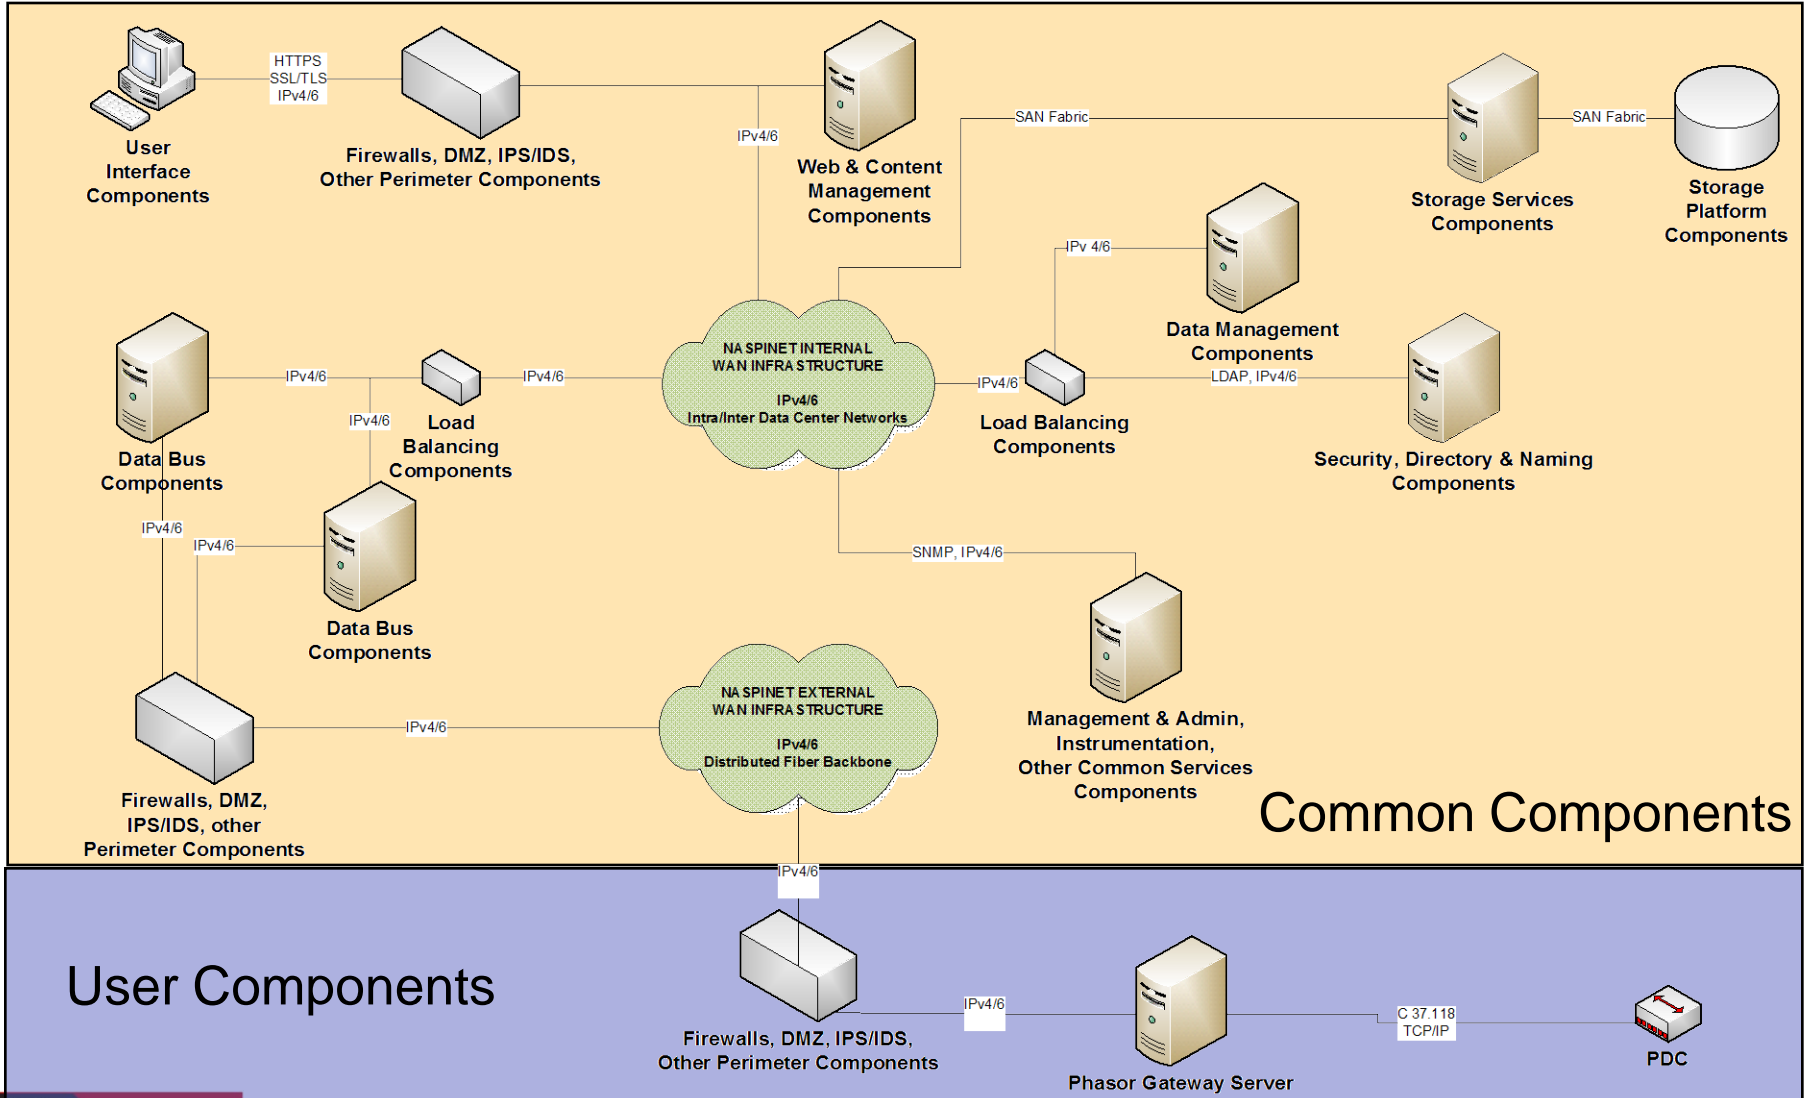 HTTPS
SSL/TLS
IPv4/6
User
Interface
Components
Firewalls, DMZ, IPS/IDS,
Other Perimeter Components
IPv4/6
Web & Content
Management
Components
SAN Fabric
SAN Fabric
Storage Services
Components
Storage
Platform
Components
IPv 4/6
Data Management
Components
NASPINET INTERNAL
WAN INFRASTRUCTURE
IPv4/6
Intra/Inter Data Center Networks
IPv4/6
IPv4/6
IPv4/6
LDAP, IPv4/6
IPv4/6
Load
Balancing
Components
Load Balancing
Components
Data Bus
Components
Security, Directory & Naming
Components
IPv4/6
IPv4/6
SNMP, IPv4/6
Data Bus
Components
NASPINET EXTERNAL
WAN INFRASTRUCTURE
IPv4/6
Distributed Fiber Backbone
IPv4/6
Management & Admin,
Instrumentation,
Other Common Services
Components
Firewalls, DMZ,
IPS/IDS, other
Perimeter Components
Common Components
IPv4/6
User Components
Firewalls, DMZ, IPS/IDS,
Other Perimeter Components
IPv4/6
Phasor Gateway Server
C 37.118
TCP/IP
PDC